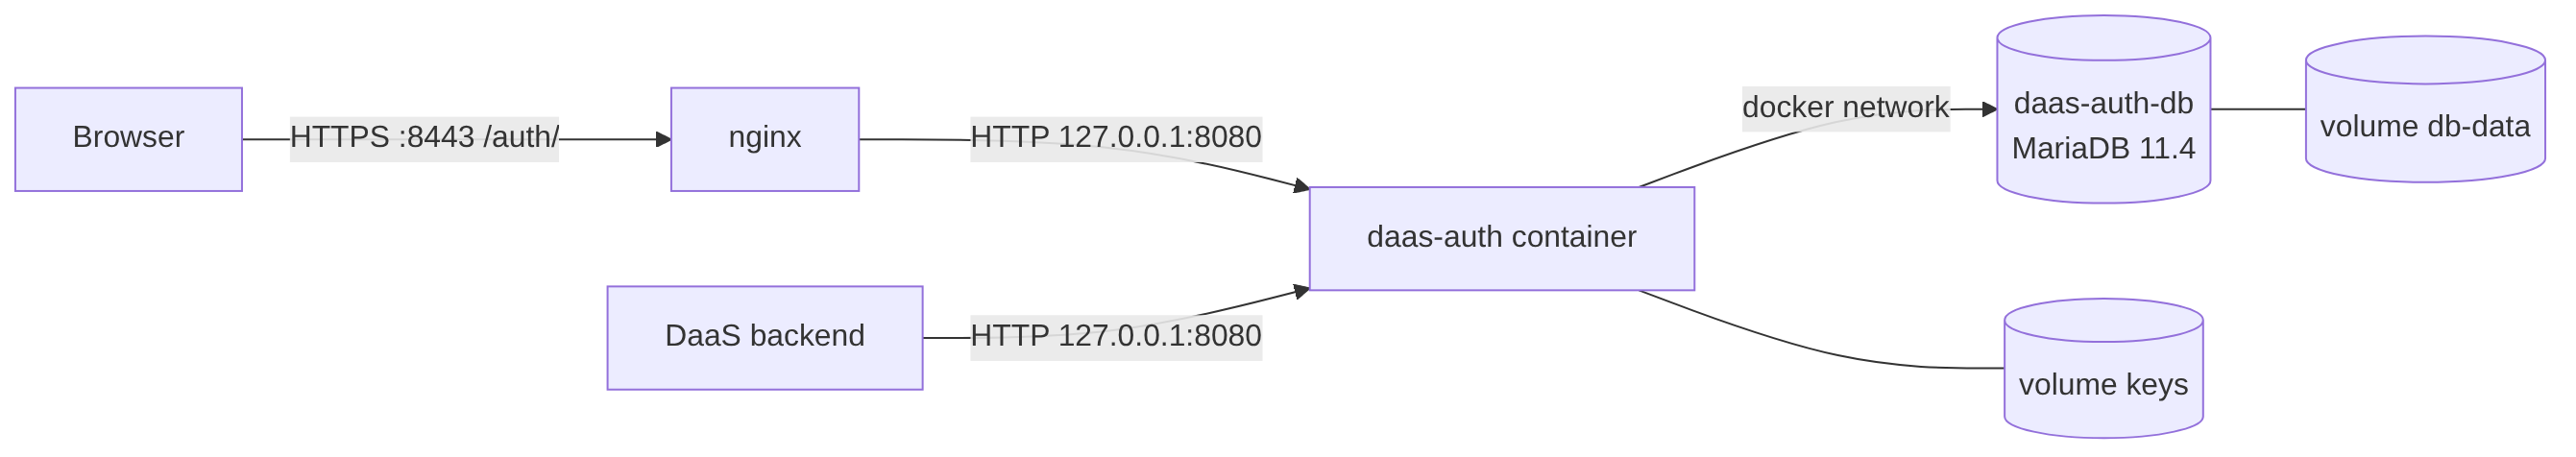 Browser
HTTPS :8443 /auth/
nginx
HTTP 127.0.0.1:8080
DaaS backend
HTTP 127.0.0.1:8080
daas-auth container
docker network
daas-auth-db
MariaDB 11.4
volume db-data
volume keys